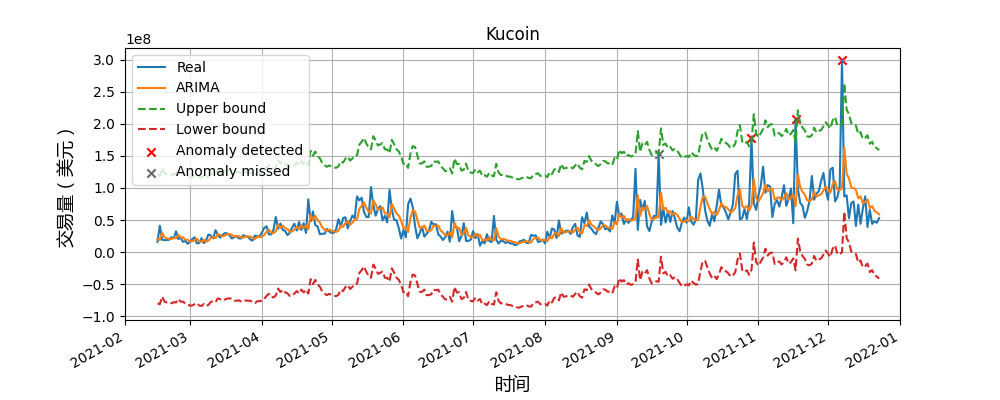 Kucoin
1e8
3.0
2.5
2.0
1.5
1.0
0.5
0.0
−0.5
−1.0
交易量（美元）
Real
ARIMA
Upper bound
Lower bound
Anomaly detected
Anomaly missed
2021-02
2021-03
2021-04
2021-05
2021-06
2021-07
2021-08
2021-09
2021-10
2021-11
2021-12
2022-01
时间